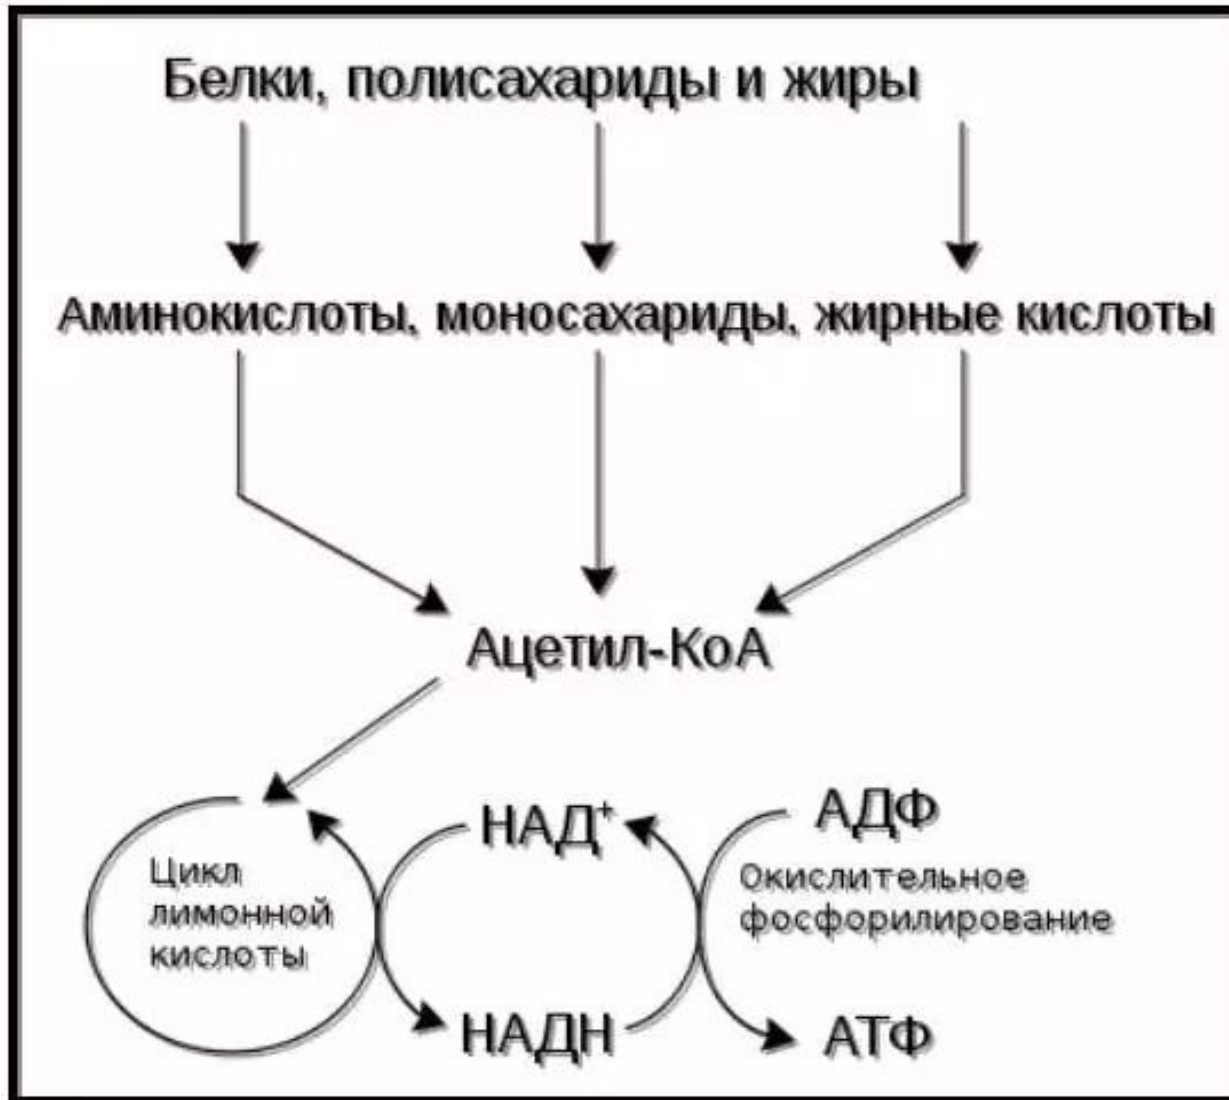 Белки, полисахариды и жиры
Аминокислоты, моносахариды, жирные кислоты
Ацетил-КоА
Цикл
лимонной
кислоты
НАД⁺
НАДН
АДФ
Окислительное
фосфорилирование
АТФ